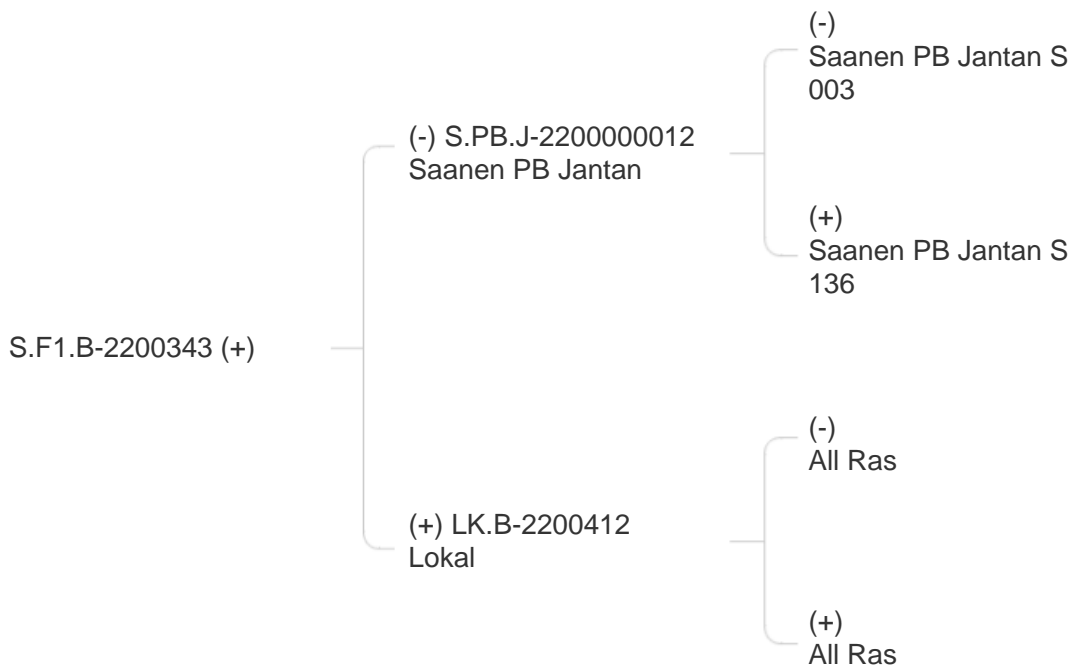 (-)
Saanen PB Jantan S
003
(-) S.PB.J-2200000012
Saanen PB Jantan
(+)
Saanen PB Jantan S
136
S.F1.B-2200343 (+)
(-)
All Ras
(+) LK.B-2200412
Lokal
(+)
All Ras